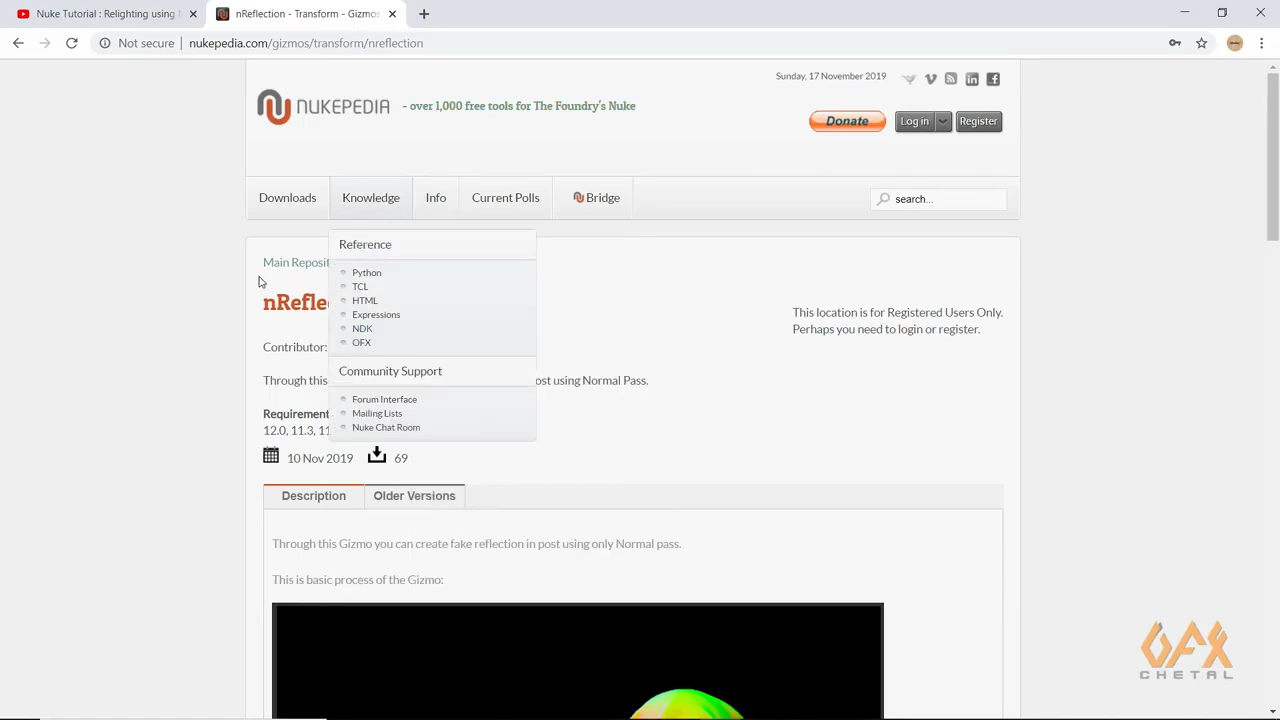 Nuke Tutorial : Relighting using
nReflection - Transform - Gizmos
Not secure
nukepedia.com/gizmos/transform/nreflection
Sunday, 17 November 2019
NUKEPEDIA
- over 1,000 free tools for The Foundry's Nuke
Donate
Log in
Register
Downloads
Knowledge
Info
Current Polls
Bridge
search...
Reference
Python
TCL
HTML
Expressions
NDK
OFX
Community Support
Forum Interface
Mailing Lists
Nuke Chat Room
Main Reposit
nRefle
This location is for Registered Users Only.
Perhaps you need to login or register.
Contributor:
Through this ost using Normal Pass.
Requirement
12.0, 11.3, 11
10 Nov 2019 69
Description
Older Versions
Through this Gizmo you can create fake reflection in post using only Normal pass.
This is basic process of the Gizmo:
GFX
CHETAL